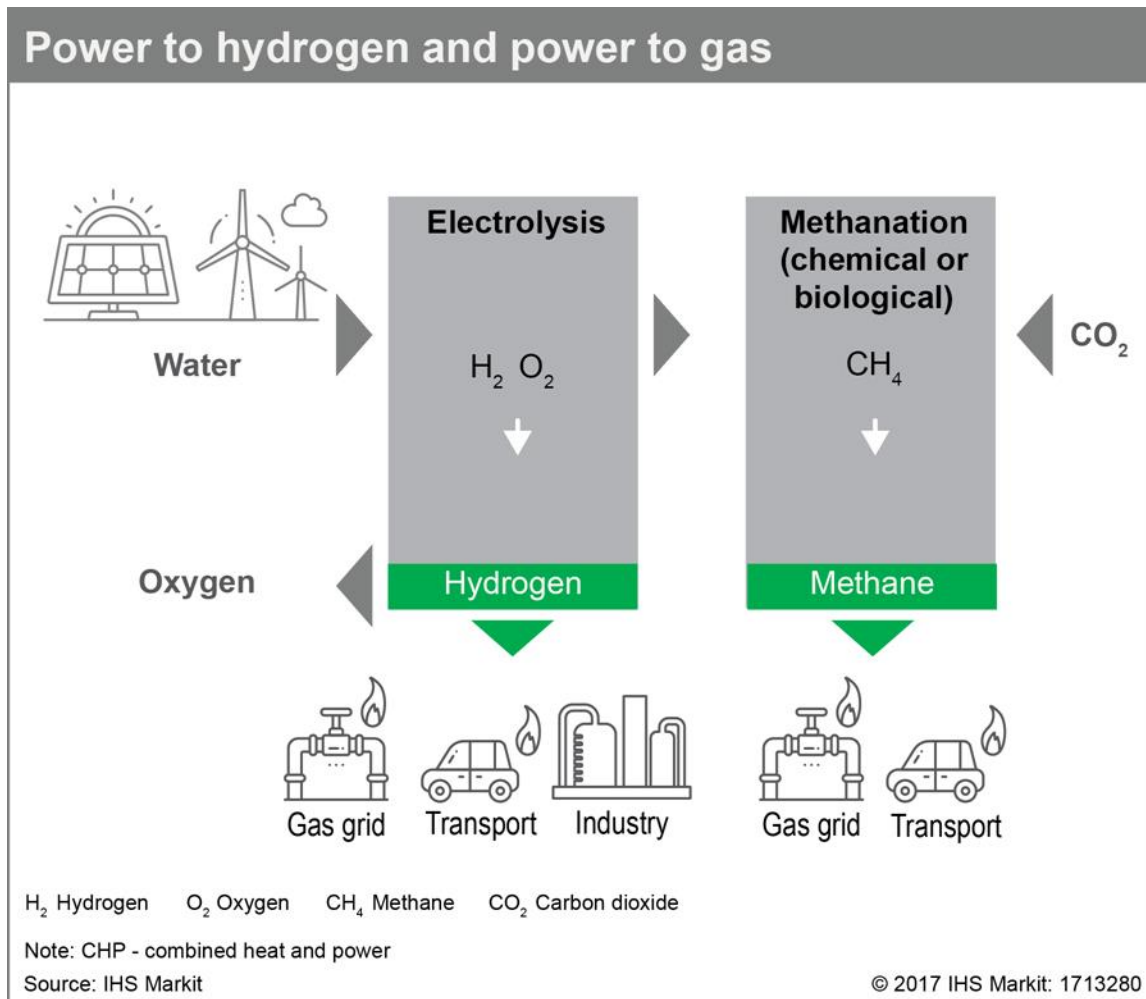 Power to hydrogen and power to gas
Electrolysis
Methanation
(chemical or
biological)
Water
H₂ O₂
CH₄
CO₂
Oxygen
Hydrogen
Methane
Gas grid
Transport
Industry
Gas grid
Transport
H₂ Hydrogen O₂ Oxygen CH₄ Methane CO₂ Carbon dioxide
Note: CHP - combined heat and power
Source: IHS Markit
© 2017 IHS Markit: 1713280